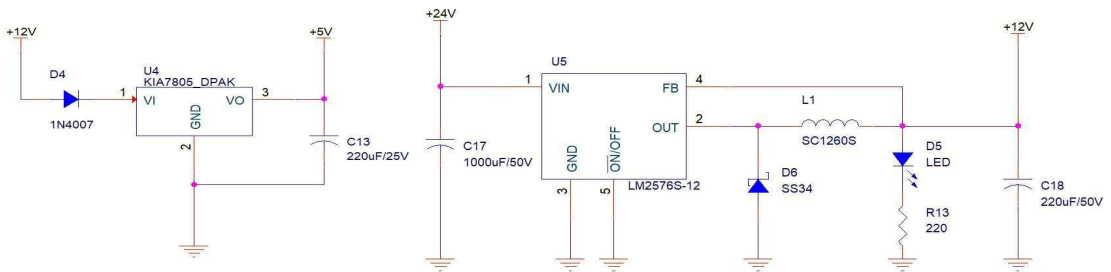 +12V
+5V
D4
1N4007
U4
KIA7805_DPAK
1
VI
VO
3
GND
2
C13
220uF/25V
+24V
C17
1000uF/50V
U5
1
VIN
FB
4
OUT
2
GND
ON/OFF
3
5
LM2576S-12
L1
SC1260S
D6
SS34
D5
LED
R13
220
+12V
C18
220uF/50V